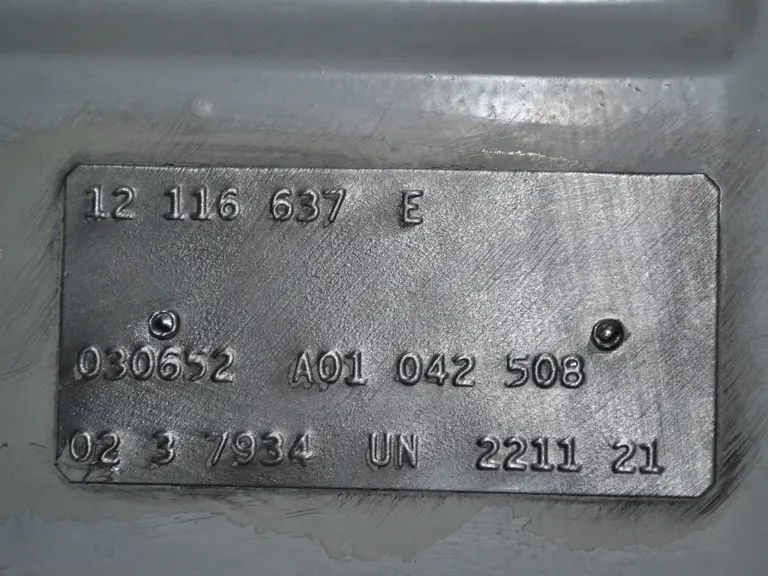 12 116 637 E
030652 A01 042 508
02 3 7934 UN 2211 21